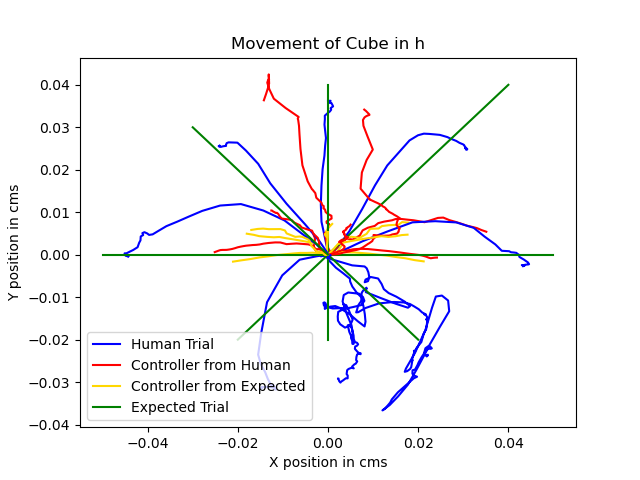 Movement of Cube in h
Y position in cms
0.04
0.03
0.02
0.01
0.00
−0.01
−0.02
−0.03
−0.04
Human Trial
Controller from Human
Controller from Expected
Expected Trial
−0.04 −0.02 0.00 0.02 0.04
X position in cms